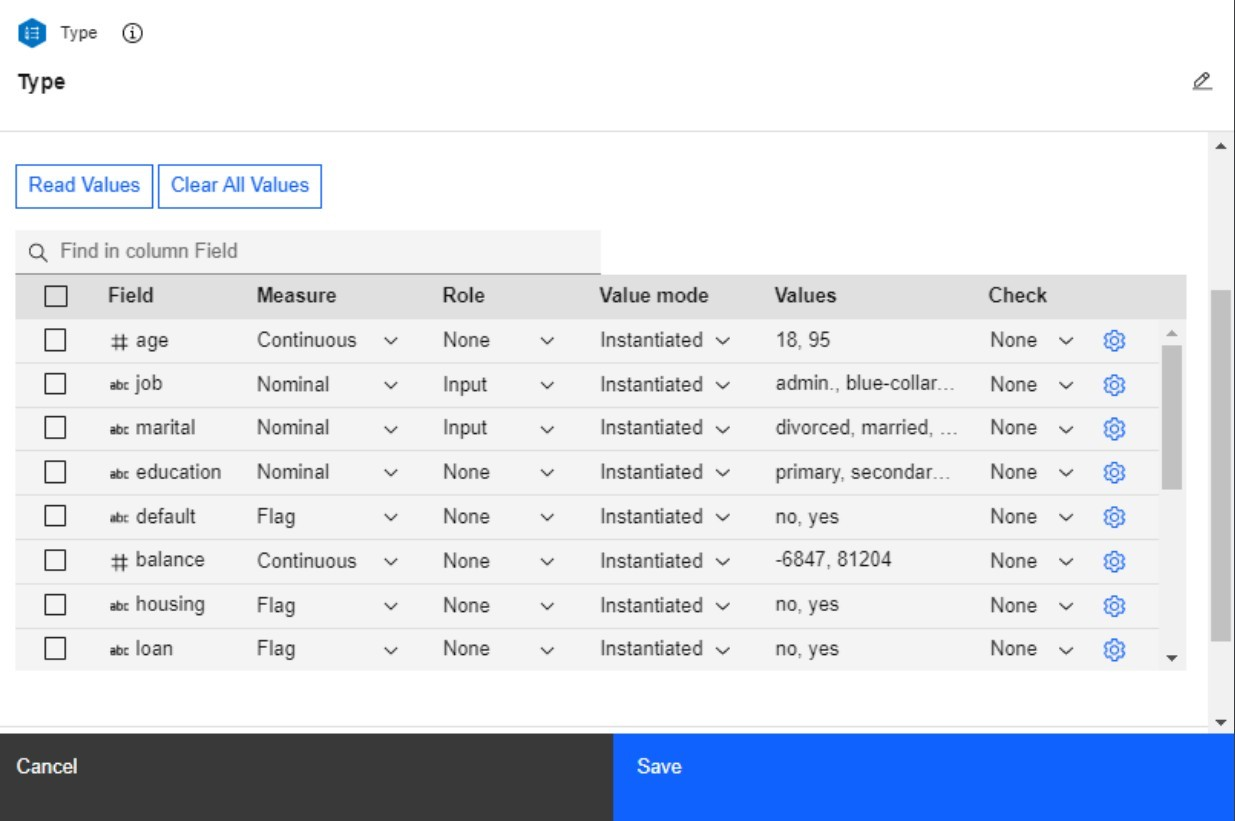 Type
Type
Read Values Clear All Values
Find in column Field
Field Measure Role Value mode Values Check
age Continuous None Instantiated 18, 95 None
abc job Nominal Input Instantiated admin., blue-collar... None
abc marital Nominal Input Instantiated divorced, married, ... None
abc education Nominal None Instantiated primary, secondar... None
abc default Flag None Instantiated no, yes None
balance Continuous None Instantiated -6847, 81204 None
abc housing Flag None Instantiated no, yes None
abc loan Flag None Instantiated no, yes None
Cancel Save